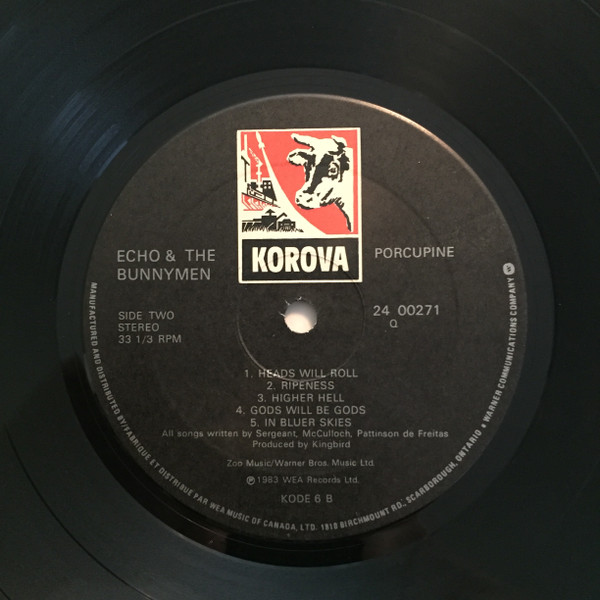 KOROVA
ECHO & THE
BUNNYMEN
PORCUPINE
SIDE TWO
STEREO
33 1/3 RPM
24 00271
Q
1. HEADS WILL ROLL
2. RIPENESS
3. HIGHER HELL
4. GODS WILL BE GODS
5. IN BLUER SKIES
All songs written by Sergeant, McCulloch, Pattinson de Freitas
Produced by Kingbird
Zoo Music/Warner Bros. Music Ltd.
℗1983 WEA Records Ltd.
KODE 6 B
MANUFACTURED AND DISTRIBUTED BY/FABRIQUE ET DISTRIBUE PAR WEA MUSIC OF CANADA, LTD. 1810 BIRCHMOUNT RD., SCARBOROUGH, ONTARIO • WARNER COMMUNICATIONS COMPANY